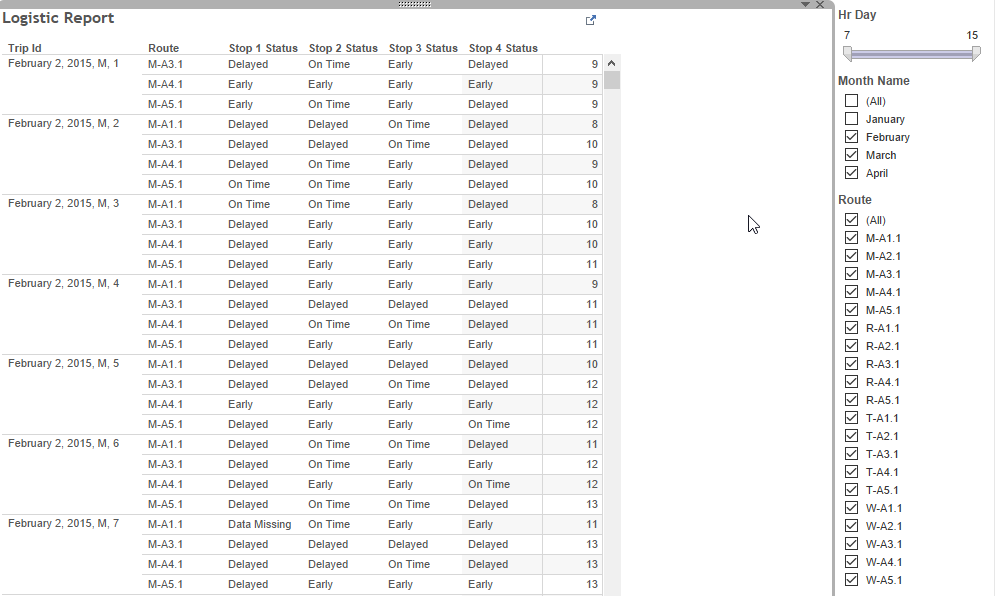 Logistic Report
Trip Id Route Stop 1 Status Stop 2 Status Stop 3 Status Stop 4 Status
February 2, 2015, M, 1 M-A3.1 Delayed On Time Early Delayed 9
M-A4.1 Early Early Early Early 9
M-A5.1 Early On Time Early Delayed 9
February 2, 2015, M, 2 M-A1.1 Delayed Delayed On Time Delayed 8
M-A3.1 Delayed Delayed On Time Delayed 10
M-A4.1 Delayed On Time Early Delayed 9
M-A5.1 On Time On Time Early Delayed 10
February 2, 2015, M, 3 M-A1.1 On Time On Time Early Delayed 8
M-A3.1 Delayed Early Early Early 10
M-A4.1 Delayed Early Early Early 10
M-A5.1 Delayed Early Early Early 11
February 2, 2015, M, 4 M-A1.1 Delayed Early Early Early 9
M-A3.1 Delayed Delayed Delayed Delayed 11
M-A4.1 Delayed On Time On Time Delayed 11
M-A5.1 Delayed Early Early Early 11
February 2, 2015, M, 5 M-A1.1 Delayed Delayed Delayed Delayed 10
M-A3.1 Delayed Delayed On Time Delayed 12
M-A4.1 Early Early Early Early 12
M-A5.1 Delayed Early Early On Time 12
February 2, 2015, M, 6 M-A1.1 Delayed On Time On Time Delayed 11
M-A3.1 Delayed On Time Early Early 12
M-A4.1 Delayed Early Early On Time 12
M-A5.1 Delayed On Time On Time Delayed 13
February 2, 2015, M, 7 M-A1.1 Data Missing On Time Early Early 11
M-A3.1 Delayed Delayed Delayed Delayed 13
M-A4.1 Delayed Delayed On Time Delayed 13
M-A5.1 Delayed Early Early Early 13
Hr Day
7 15
Month Name
(All)
January
February
March
April
Route
(All)
M-A1.1
M-A2.1
M-A3.1
M-A4.1
M-A5.1
R-A1.1
R-A2.1
R-A3.1
R-A4.1
R-A5.1
T-A1.1
T-A2.1
T-A3.1
T-A4.1
T-A5.1
W-A1.1
W-A2.1
W-A3.1
W-A4.1
W-A5.1